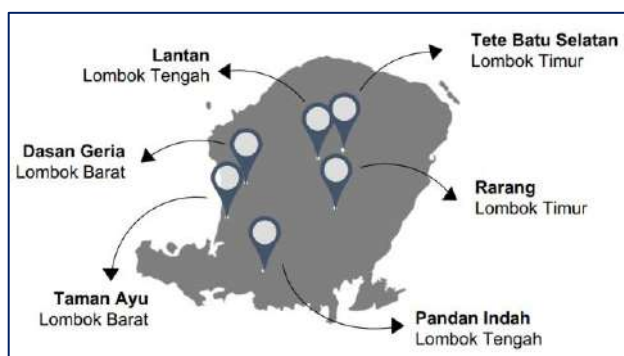 Tete Batu Selatan
Lombok Timur
Lantan
Lombok Tengah
Dasan Geria
Lombok Barat
Rarang
Lombok Timur
Taman Ayu
Lombok Barat
Pandan Indah
Lombok Tengah